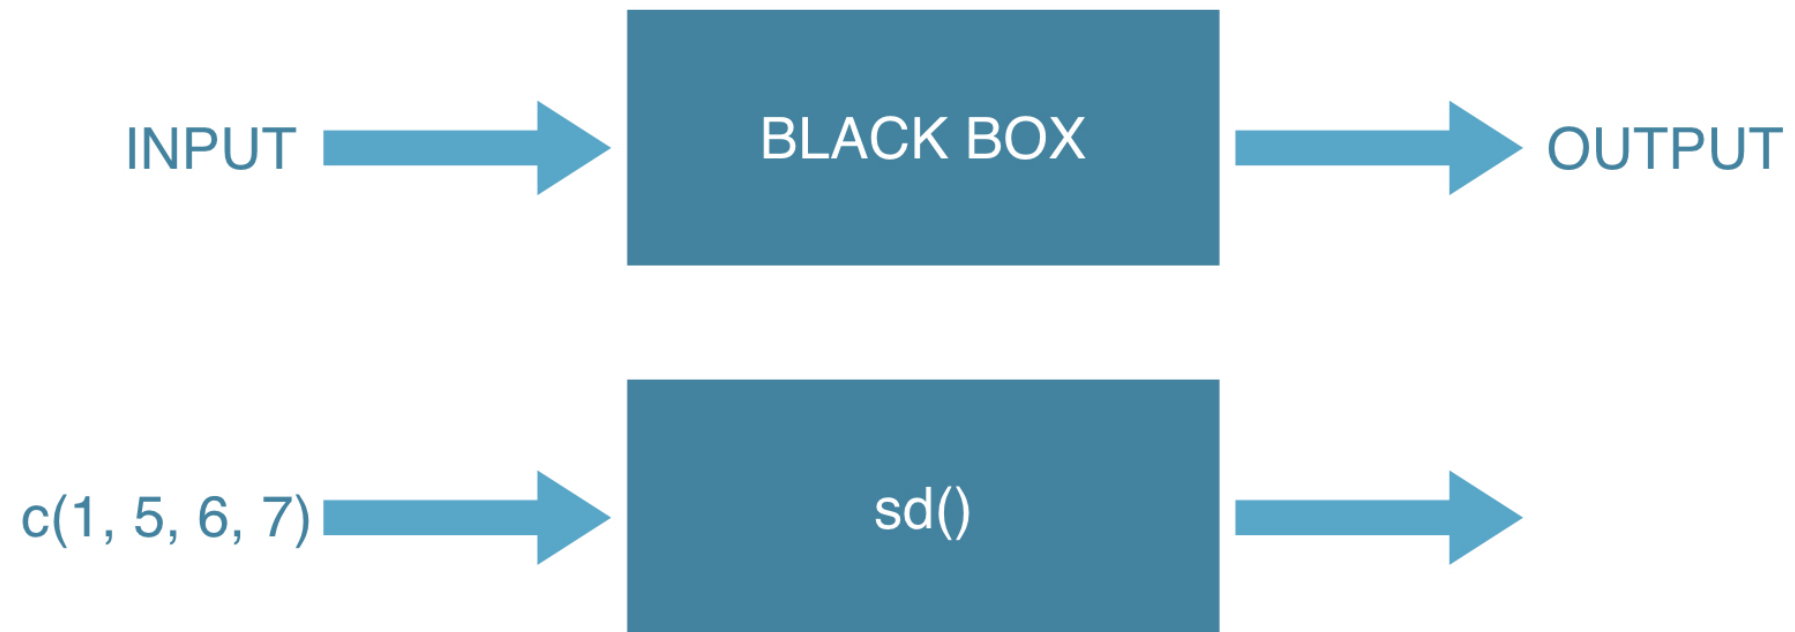 INPUT
BLACK BOX
OUTPUT
c(1, 5, 6, 7)
sd()